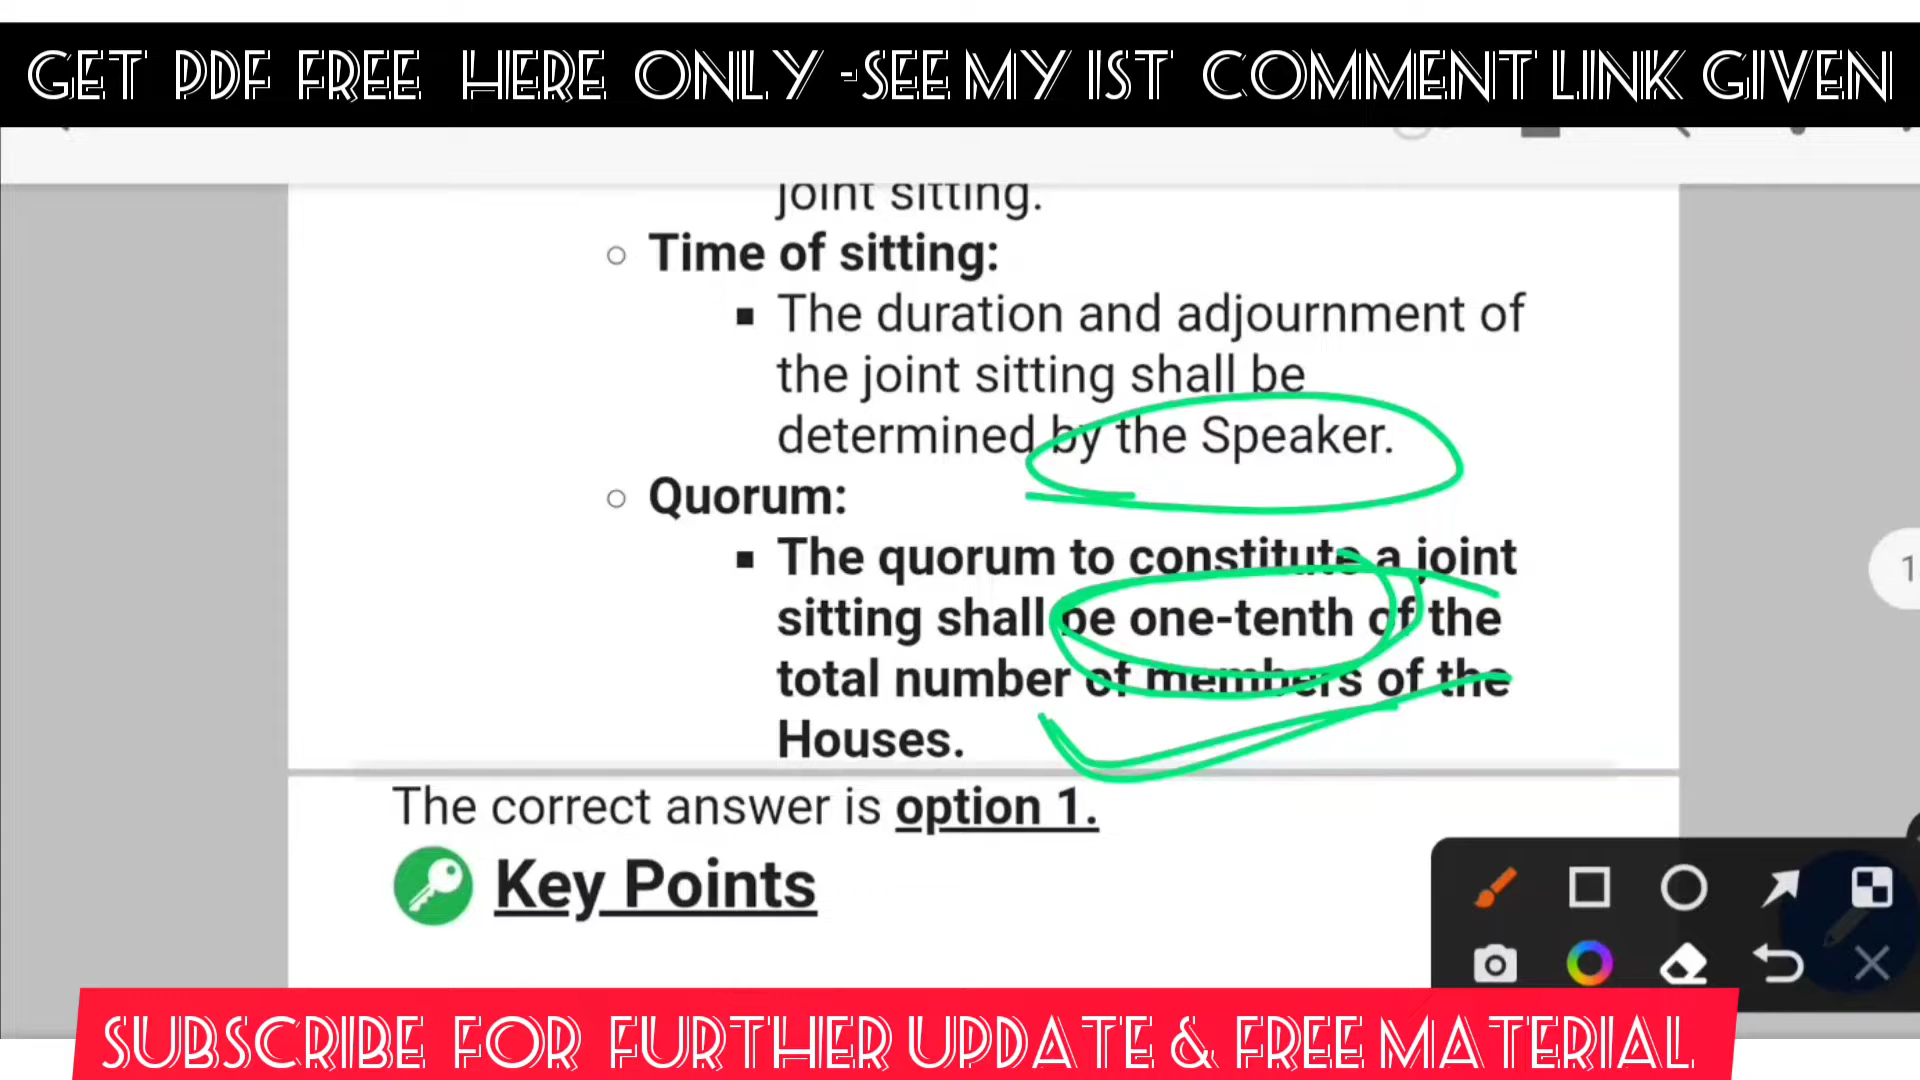 GET PDF FREE HERE ONLY -SEE MY IST COMMENT LINK GIVEN
joint sitting.
Time of sitting:
The duration and adjournment of
the joint sitting shall be
determined by the Speaker.
Quorum:
The quorum to constitute a joint
sitting shall be one-tenth of the
total number of members of the
Houses.
1
The correct answer is option 1.
Key Points
SUBSCRIBE FOR FURTHER UPDATE & FREE MATERIAL